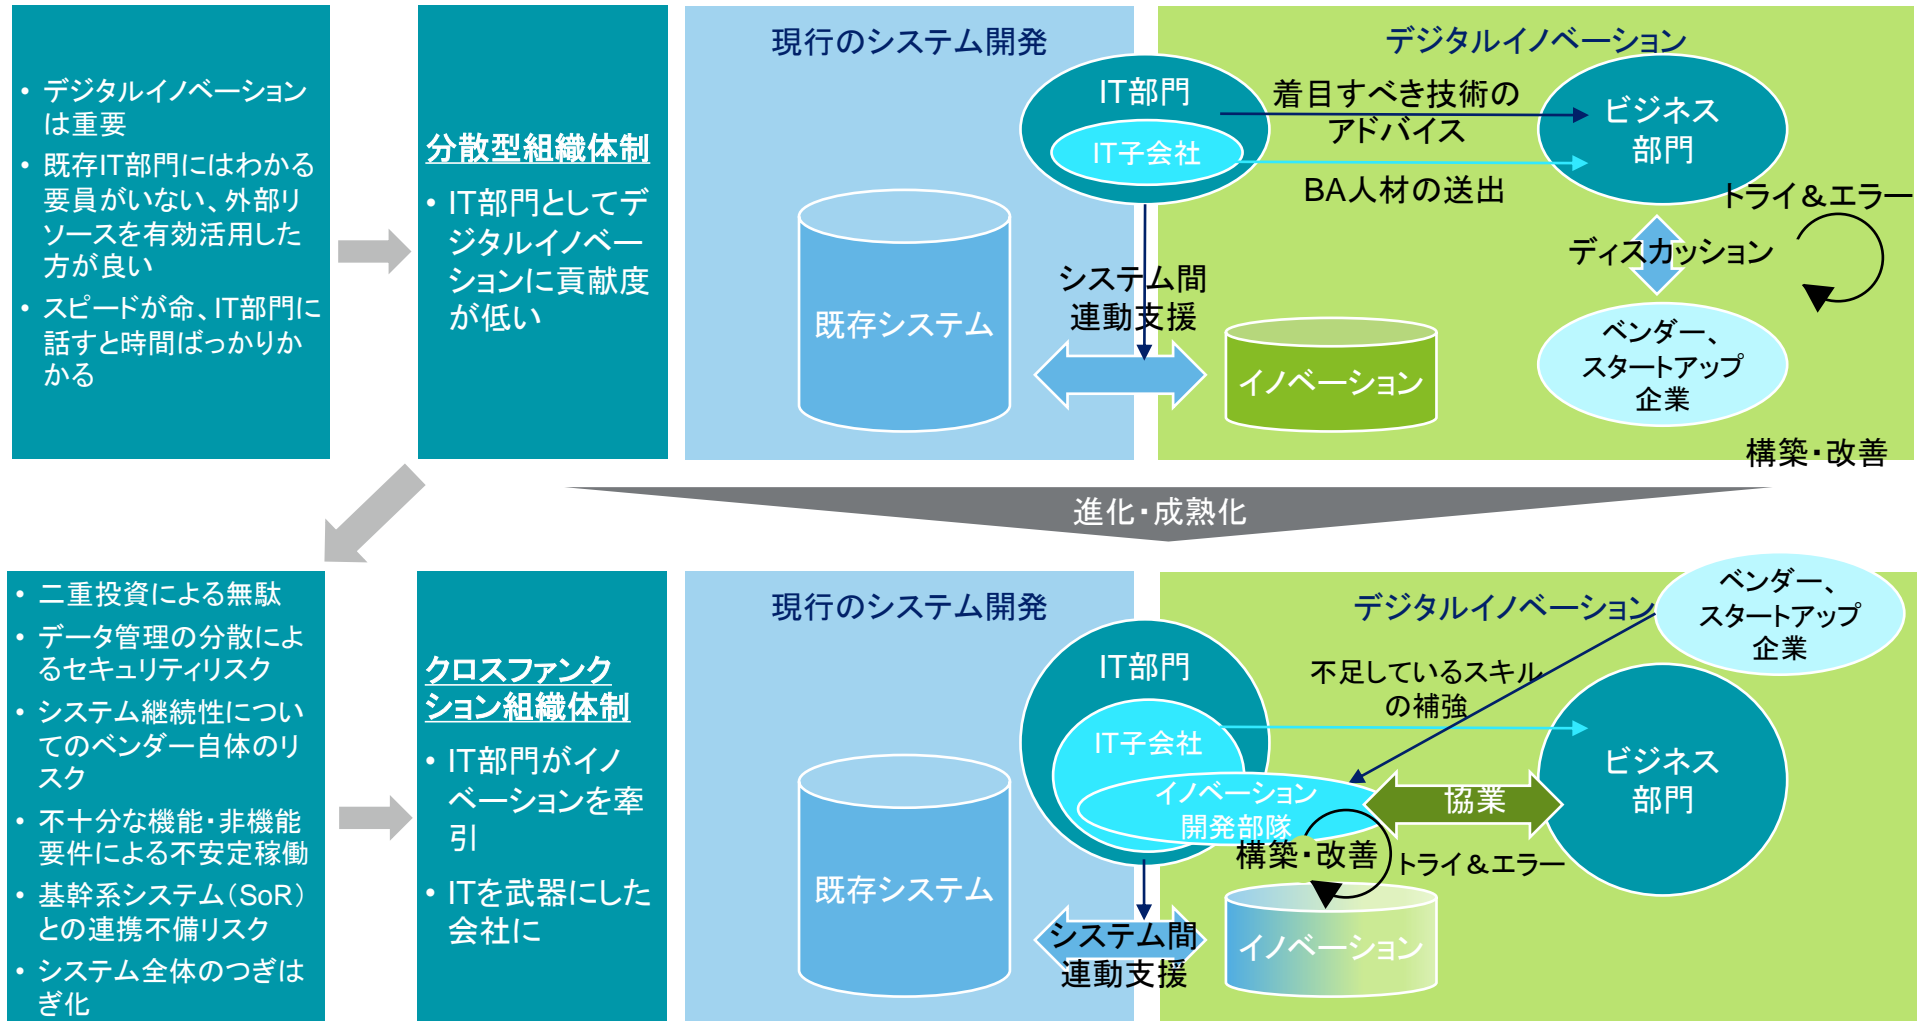 ・デジタルイノベーション
は重要
・既存IT部門にはわかる
要員がいない、外部リ
ソースを有効活用した
方が良い
・スピードが命、IT部門に
話すと時間ばっかりか
かる
分散型組織体制
・IT部門としてデ
ジタルイノベー
ションに貢献度
が低い
現行のシステム開発
デジタルイノベーション
IT部門
IT子会社
着目すべき技術の
アドバイス
BA人材の送出
ビジネス
部門
トライ&エラー
ディスカッション
システム間
連動支援
既存システム
イノベーション
ベンダー、
スタートアップ
企業
構築・改善
進化・成熟化
・二重投資による無駄
・データ管理の分散によ
るセキュリティリスク
・システム継続性につい
てのベンダー自体のリ
スク
・不十分な機能・非機能
要件による不安定稼働
・基幹系システム(SoR)
との連携不備リスク
・システム全体のつぎは
ぎ化
クロスファンク
ション組織体制
・IT部門がイノ
ベーションを牽
引
・ITを武器にした
会社に
現行のシステム開発
デジタルイノベーション
ベンダー、
スタートアップ
企業
IT部門
IT子会社
不足しているスキル
の補強
イノベーション
開発部隊
協業
ビジネス
部門
構築・改善
トライ&エラー
既存システム
システム間
連動支援
イノベーション